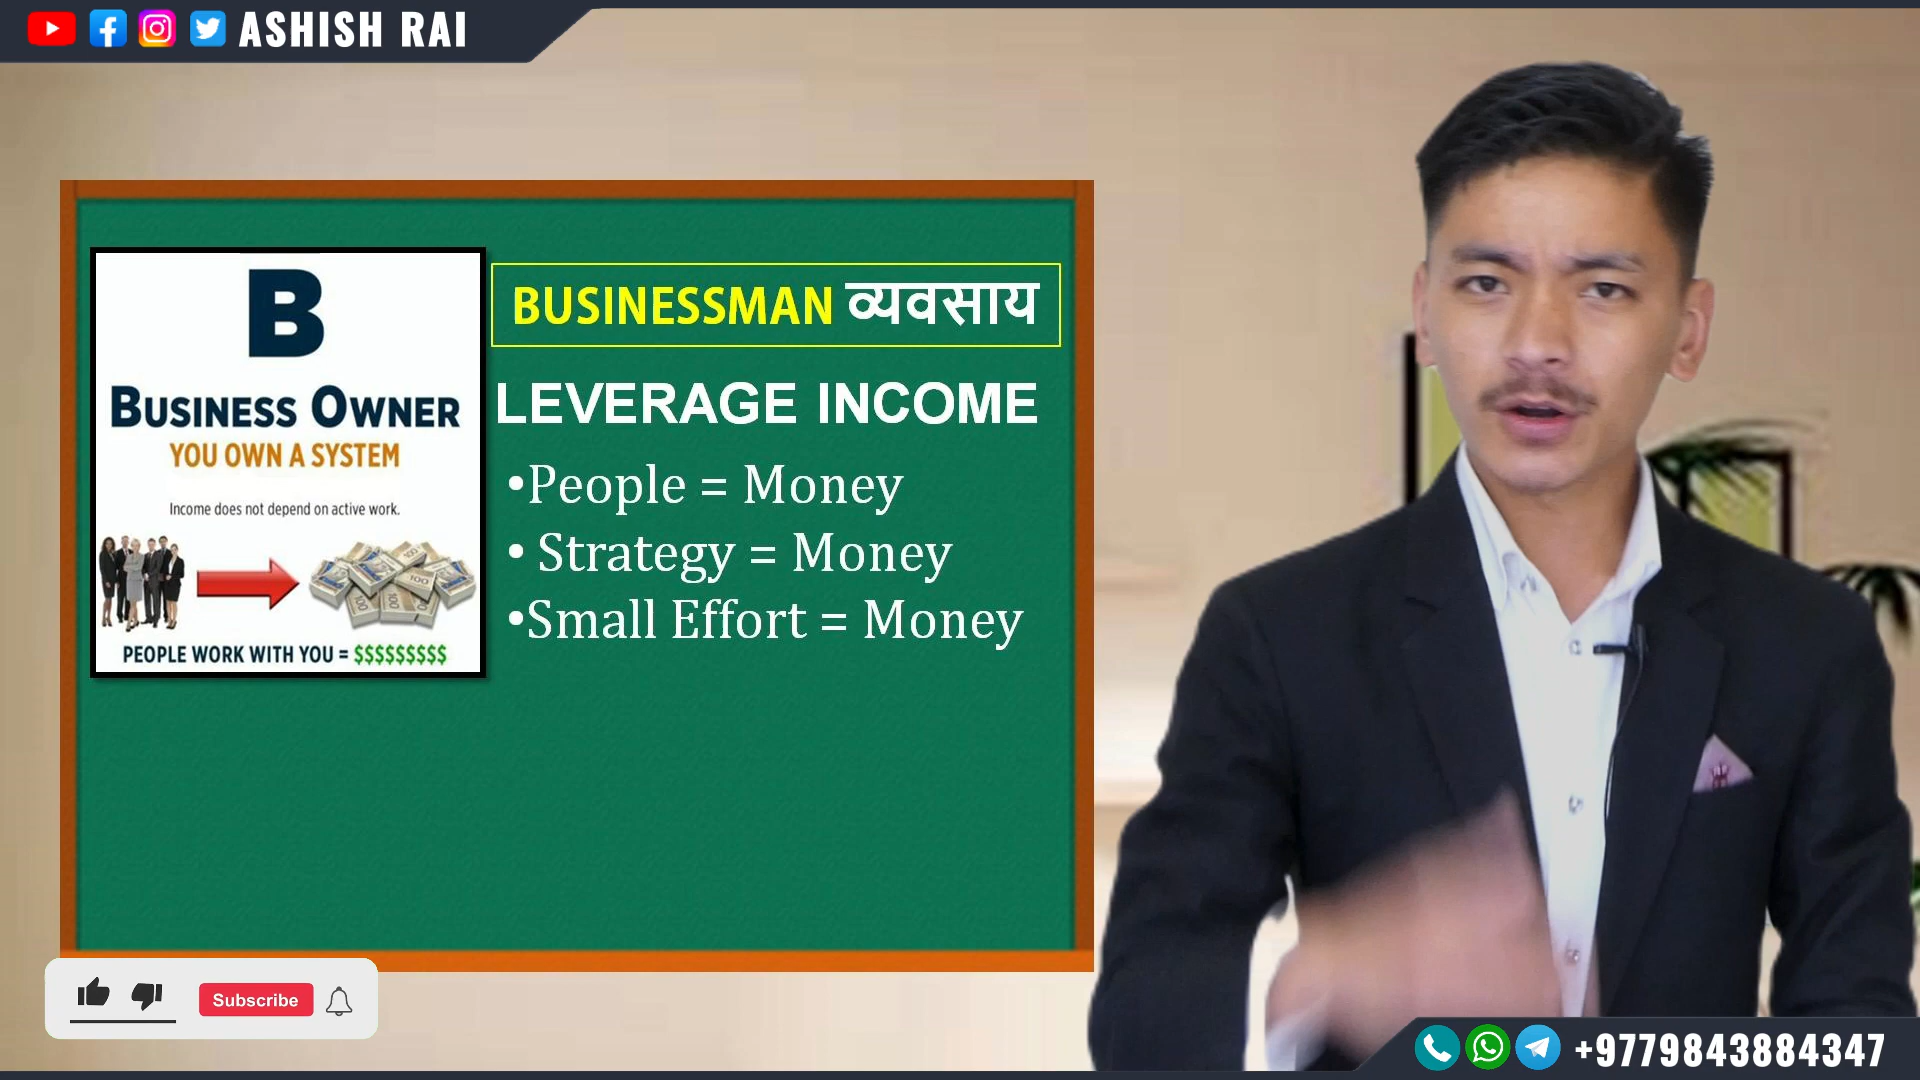 ASHISH RAI
B
BUSINESS OWNER
YOU OWN A SYSTEM
Income does not depend on active work.
PEOPLE WORK WITH YOU = $$$$$$$$$
BUSINESSMAN व्यवसाय
LEVERAGE INCOME
•People = Money
• Strategy = Money
•Small Effort = Money
Subscribe
+9779843884347